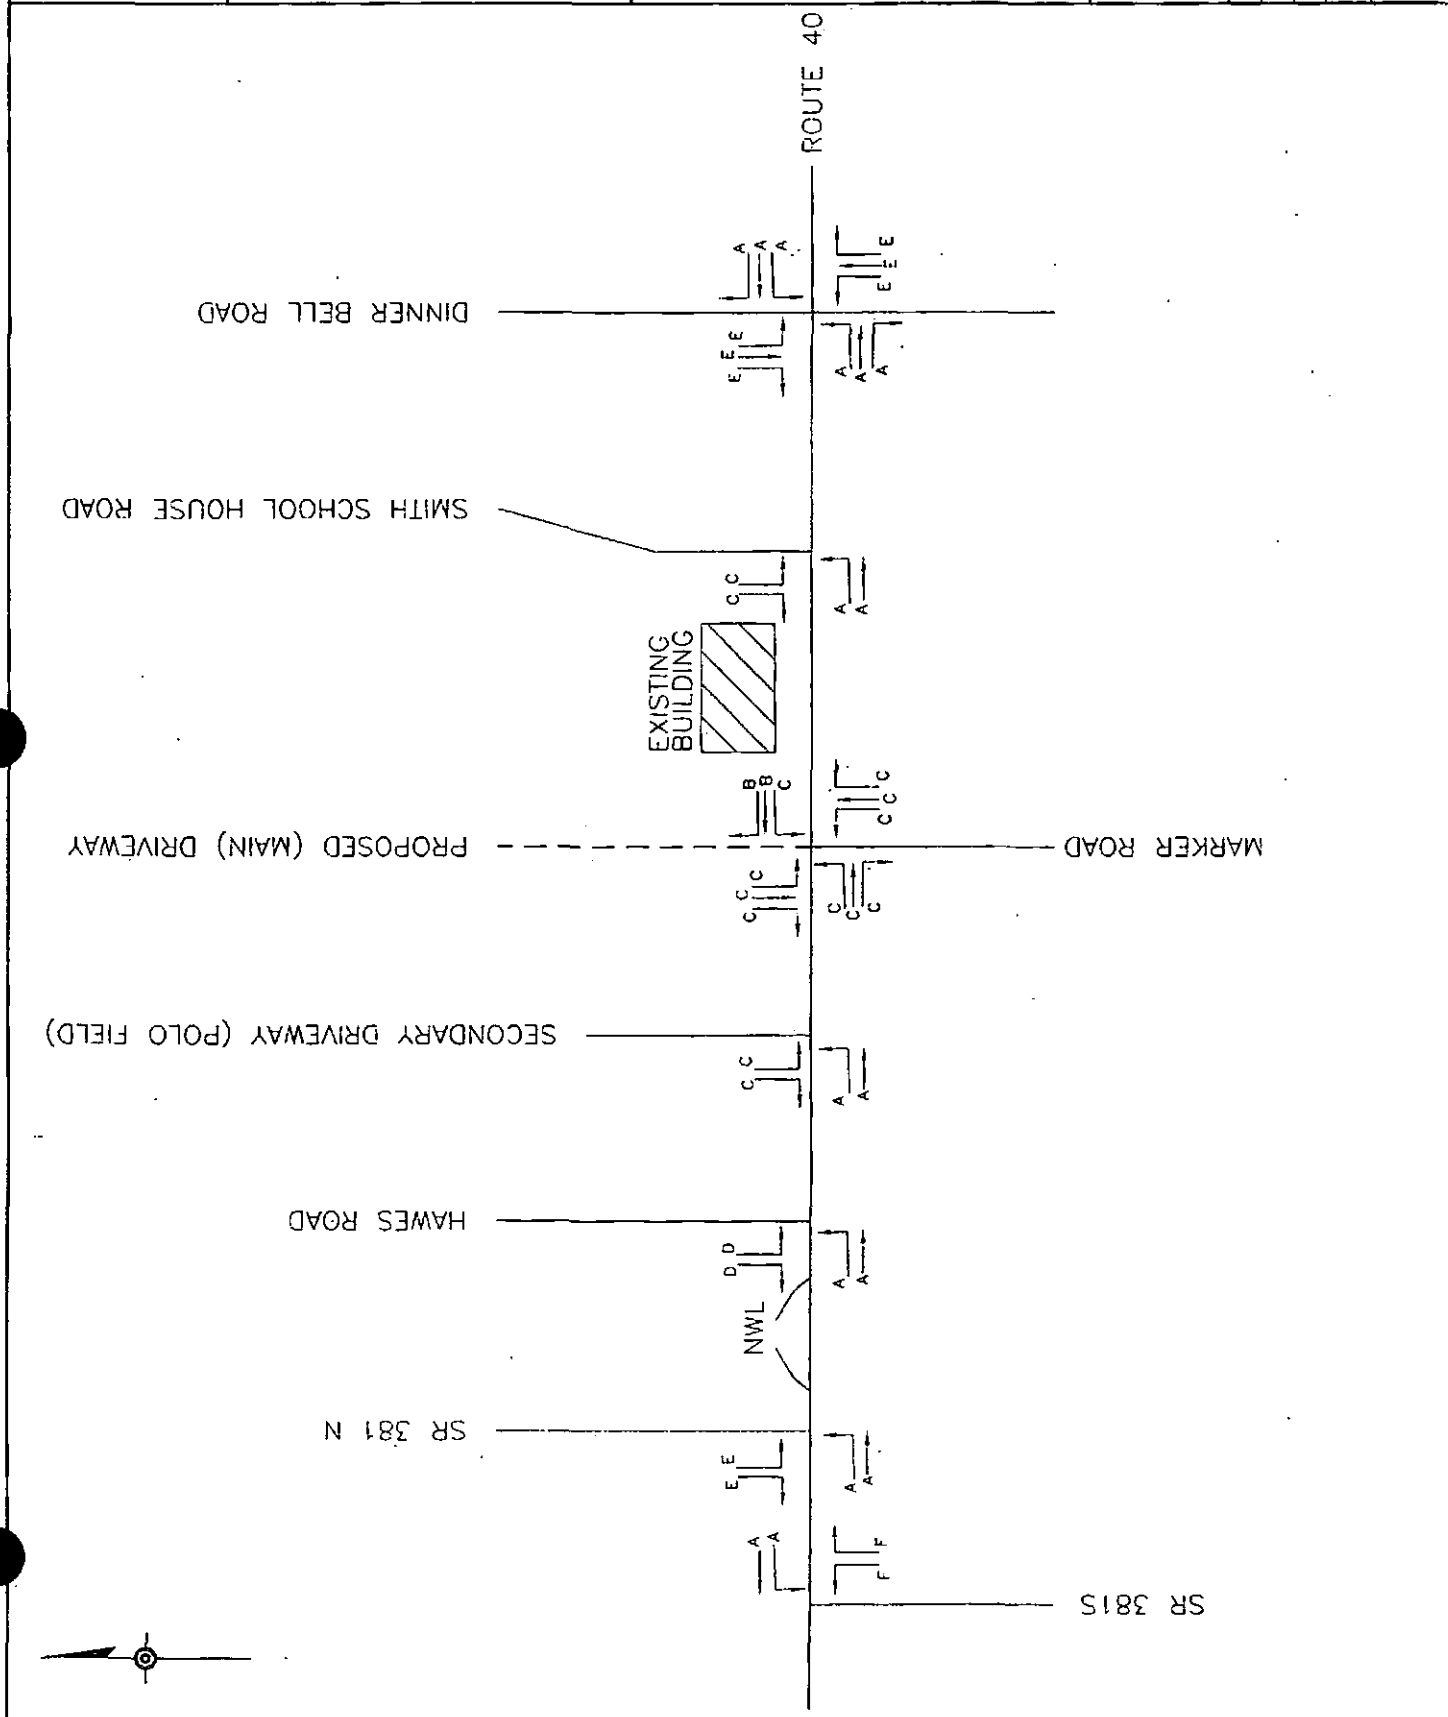 ROUTE 40
A
A
A
DINNER BELL ROAD
E E E
E E E
A
A
A
SMITH SCHOOL HOUSE ROAD
C C
A
A
EXISTING
BUILDING
B
B
C
PROPOSED (MAIN) DRIVEWAY
C C C
C C C
MARKER ROAD
C
C
C
SECONDARY DRIVEWAY (POLO FIELD)
C C
A
A
HAWES ROAD
D D
A
A
NWL
SR 381 N
E E
A
A
A
A
F F
SR 381S